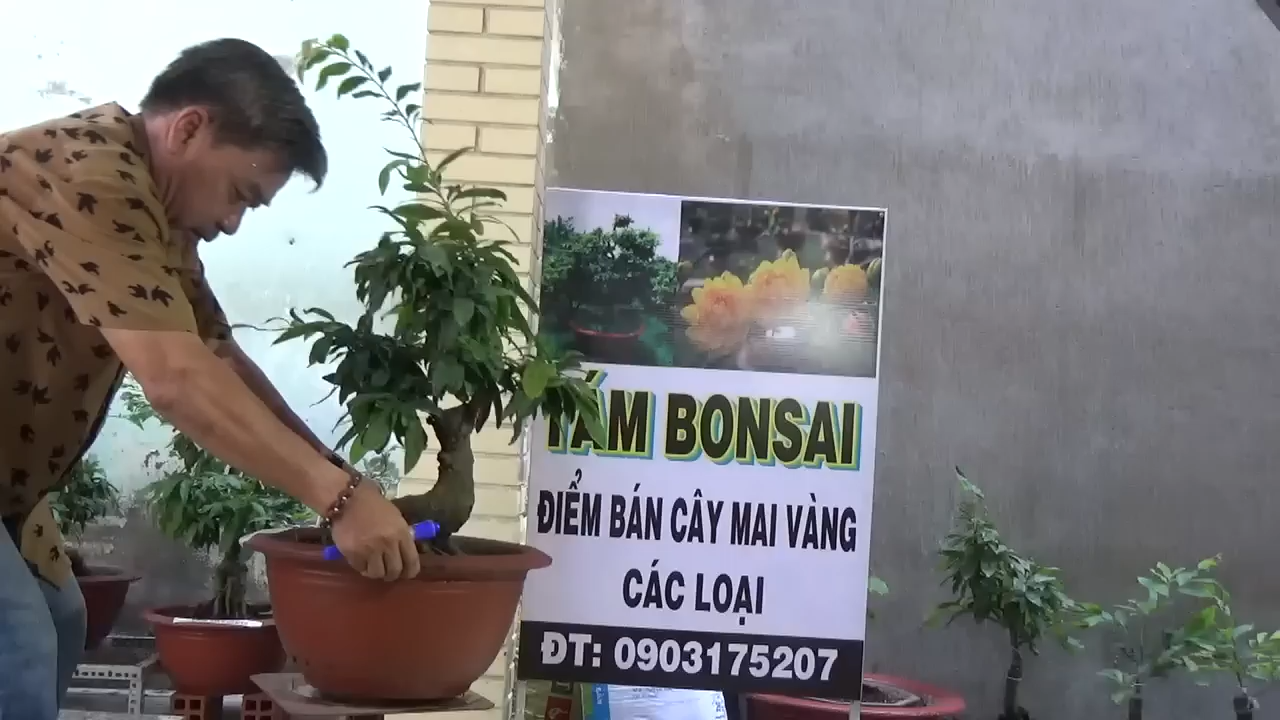 TÁM BONSAI
ĐIỂM BÁN CÂY MAI VÀNG
CÁC LOẠI
ĐT: 0903175207